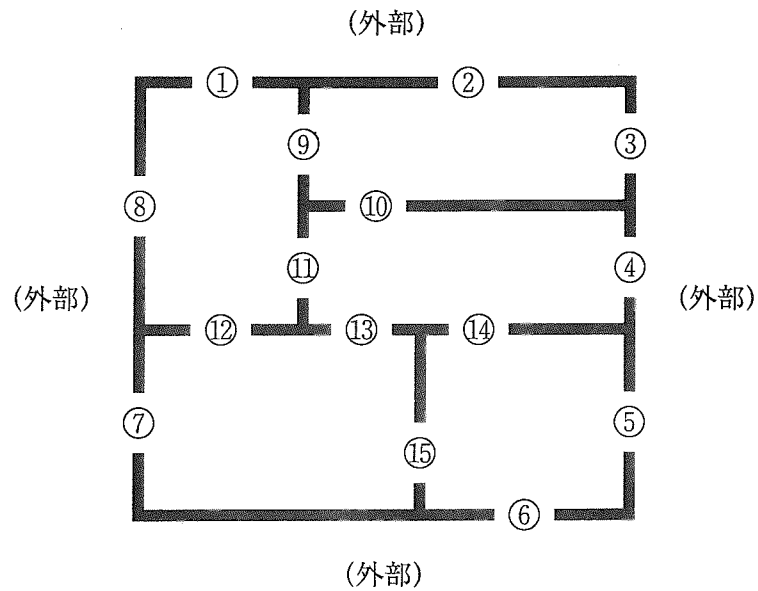 (外部)
① ②
⑨ ③
⑧ ⑩
(外部) ⑪ ④ (外部)
⑫ ⑬ ⑭
⑦ ⑤
⑮
⑥
(外部)